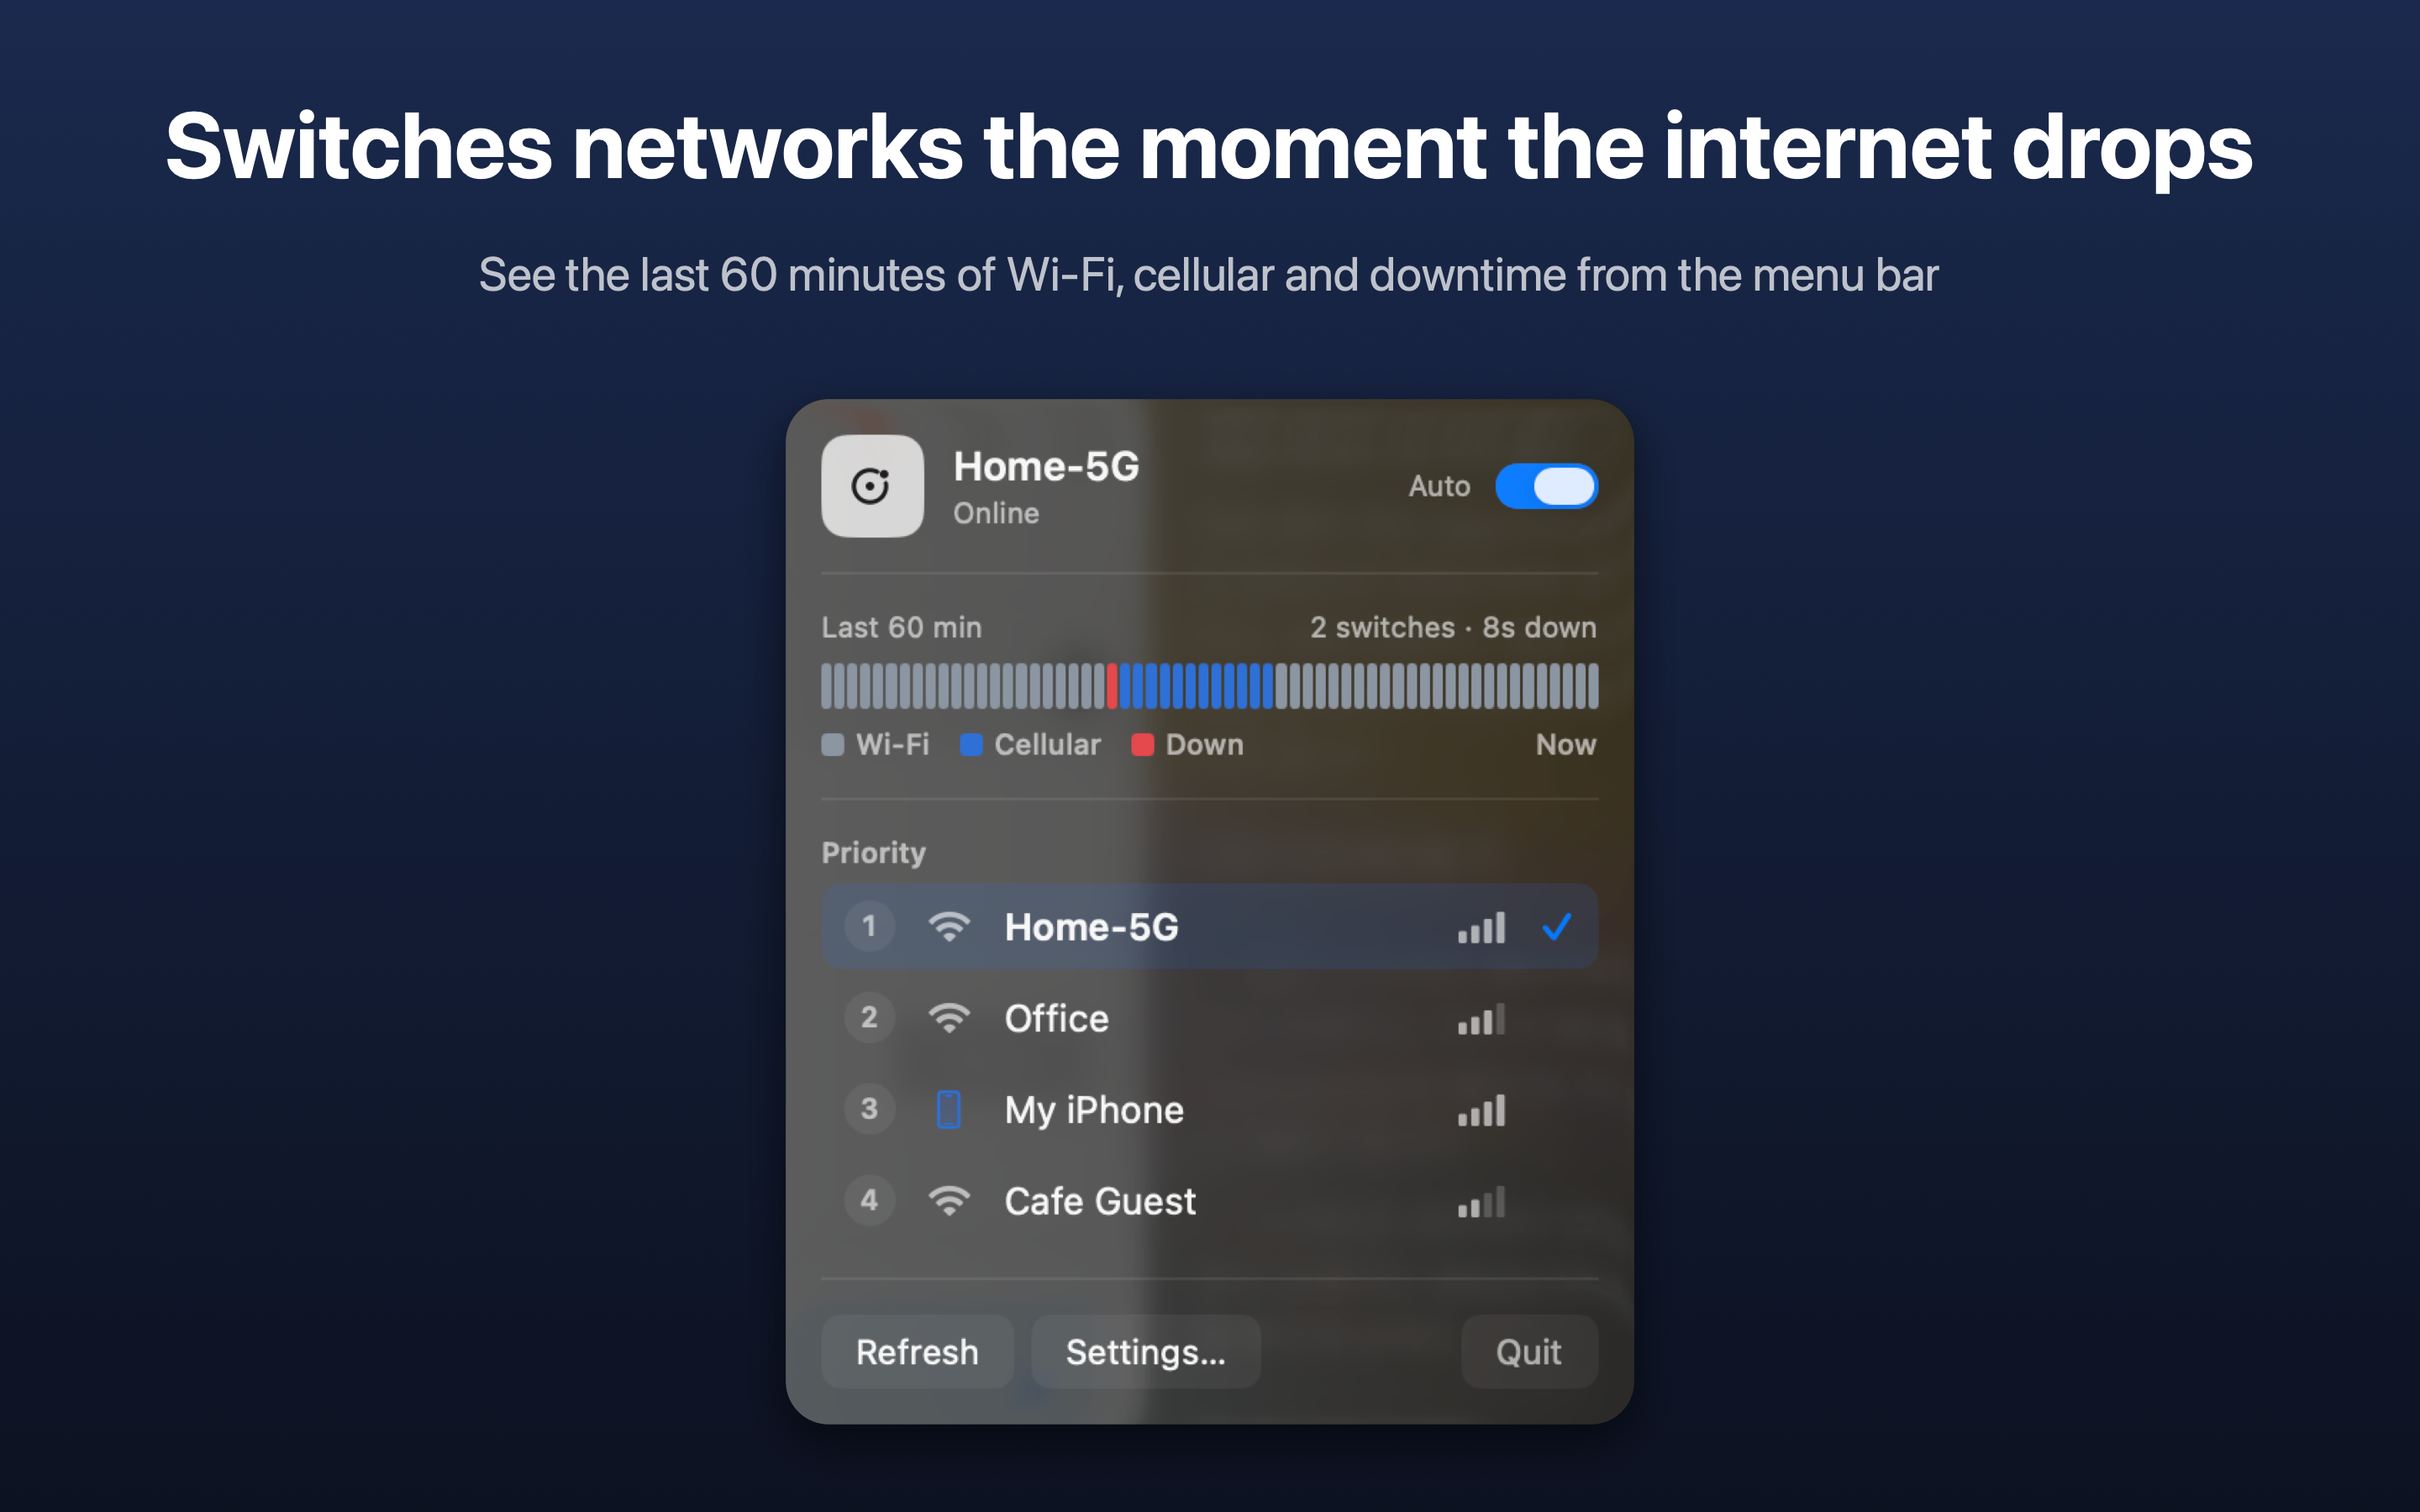 Switches networks the moment the internet drops
See the last 60 minutes of Wi-Fi, cellular and downtime from the menu bar
Home-5G
Online
Auto
Last 60 min
2 switches · 8s down
Wi-Fi
Cellular
Down
Now
Priority
1 Home-5G
2 Office
3 My iPhone
4 Cafe Guest
Refresh
Settings...
Quit